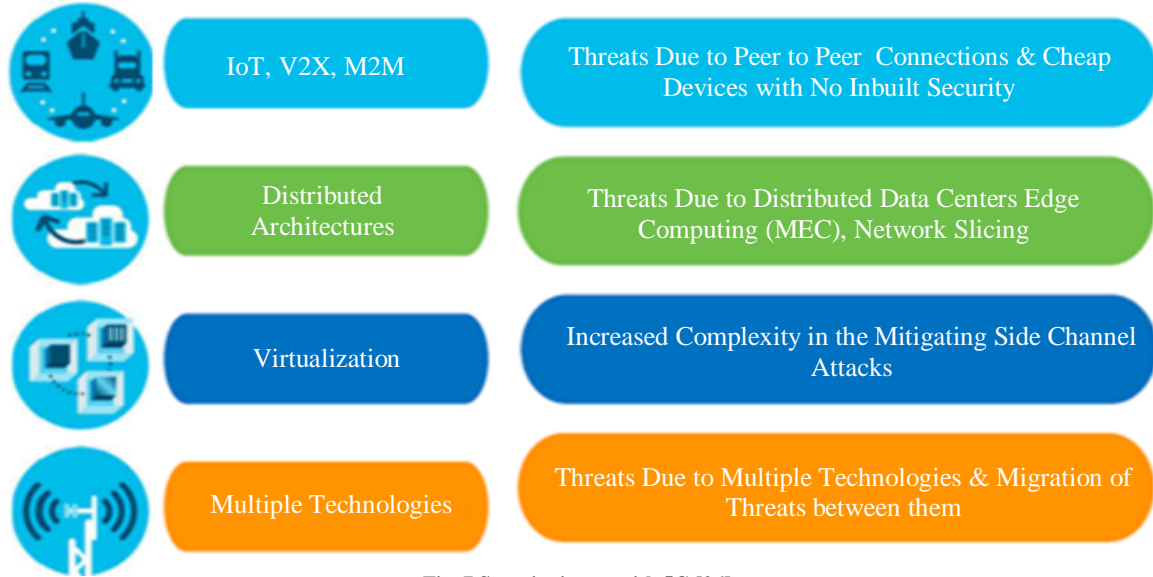 IoT, V2X, M2M
Threats Due to Peer to Peer Connections & Cheap
Devices with No Inbuilt Security
Distributed
Architectures
Threats Due to Distributed Data Centers Edge
Computing (MEC), Network Slicing
Virtualization
Increased Complexity in the Mitigating Side Channel
Attacks
Multiple Technologies
Threats Due to Multiple Technologies & Migration of
Threats between them